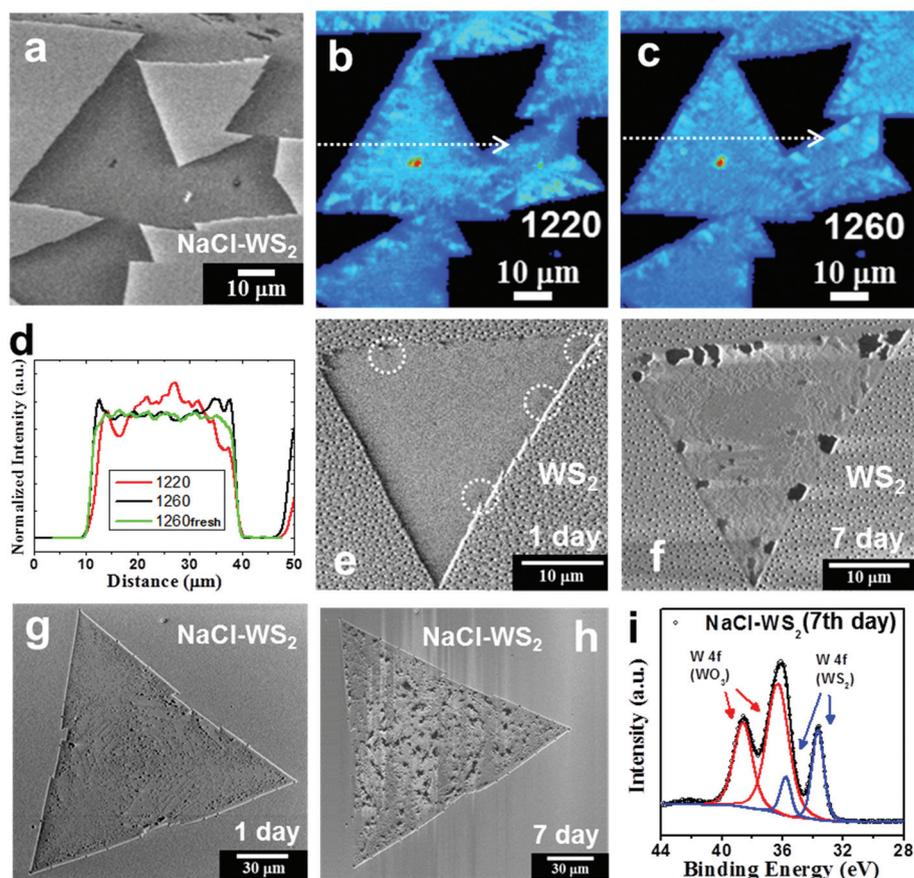 a
NaCl-WS₂
10 μm
b
1220
10 μm
c
1260
10 μm
d
Normalized Intensity (a.u.)
1220
1260
1260fresh
0 10 20 30 40 50
Distance (μm)
WS₂
1 day
e
10 μm
WS₂
7 day
f
10 μm
g
NaCl-WS₂
1 day
30 μm
NaCl-WS₂
h
7 day
30 μm
i
NaCl-WS₂(7th day)
W 4f
(WO₃)
W 4f
(WS₂)
Intensity (a.u.)
44 40 36 32 28
Binding Energy (eV)